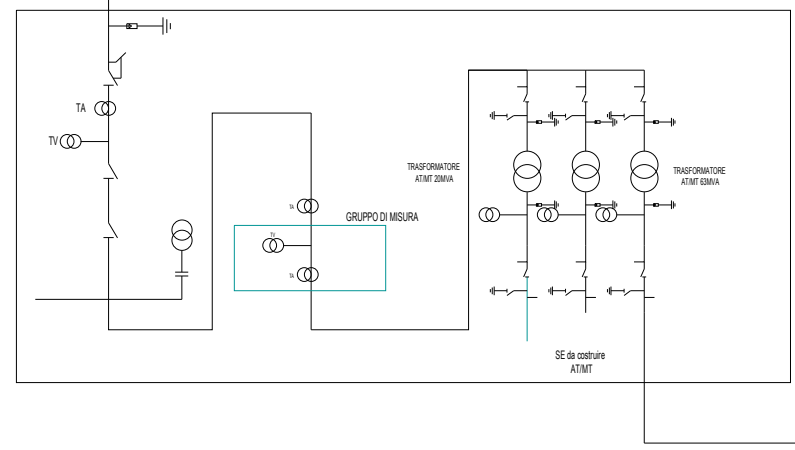 TA
TV
TA
GRUPPO DI MISURA
TV
TA
TRASFORMATORE
AT/MT 20MVA
TRASFORMATORE
AT/MT 63MVA
SE da costruire
AT/MT